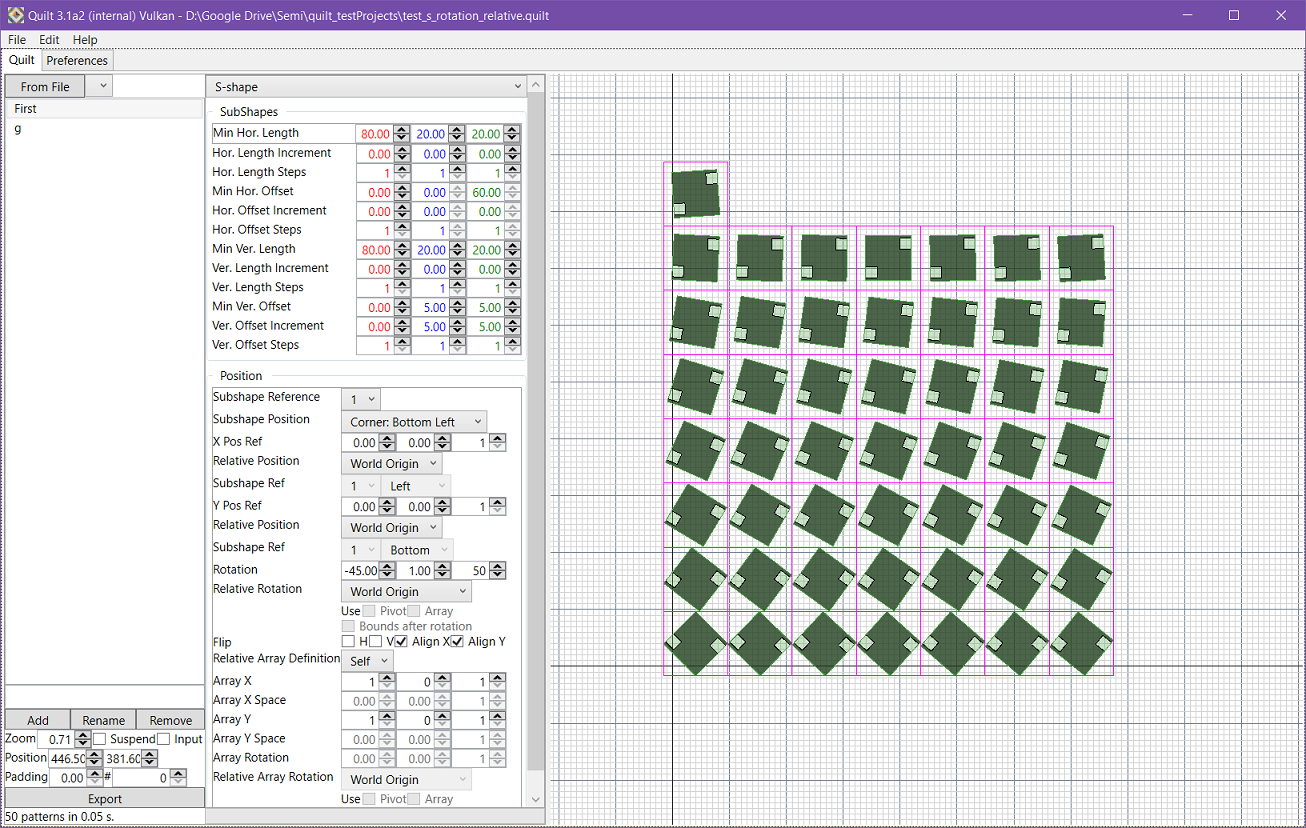 Quilt 3.1a2 (internal) Vulkan - D:\Google Drive\Semi\quilt_testProjects\test_s_rotation_relative.quilt
File Edit Help
Quilt Preferences
From File
First
g
S-shape
SubShapes
Min Hor. Length 80.00 20.00 20.00
Hor. Length Increment 0.00 0.00 0.00
Hor. Length Steps 1 1 1
Min Hor. Offset 0.00 0.00 60.00
Hor. Offset Increment 0.00 0.00 0.00
Hor. Offset Steps 1 1 1
Min Ver. Length 80.00 20.00 20.00
Ver. Length Increment 0.00 0.00 0.00
Ver. Length Steps 1 1 1
Min Ver. Offset 0.00 5.00 5.00
Ver. Offset Increment 0.00 5.00 5.00
Ver. Offset Steps 1 1 1
Position
Subshape Reference 1
Subshape Position Corner: Bottom Left
X Pos Ref 0.00 0.00 1
Relative Position World Origin
Subshape Ref 1 Left
Y Pos Ref 0.00 0.00 1
Relative Position World Origin
Subshape Ref 1 Bottom
Rotation -45.00 1.00 50
Relative Rotation World Origin
Use Pivot Array
Bounds after rotation
Flip H V Align X Align Y
Relative Array Definition Self
Array X 1 0 1
Array X Space 0.00 0.00 1
Array Y 1 0 1
Array Y Space 0.00 0.00 1
Array Rotation 0.00 0.00 1
Relative Array Rotation World Origin
Use Pivot Array
Add Rename Remove
Zoom 0.71 Suspend Input
Position 446.50 381.60
Padding 0.00 # 0
Export
50 patterns in 0.05 s.